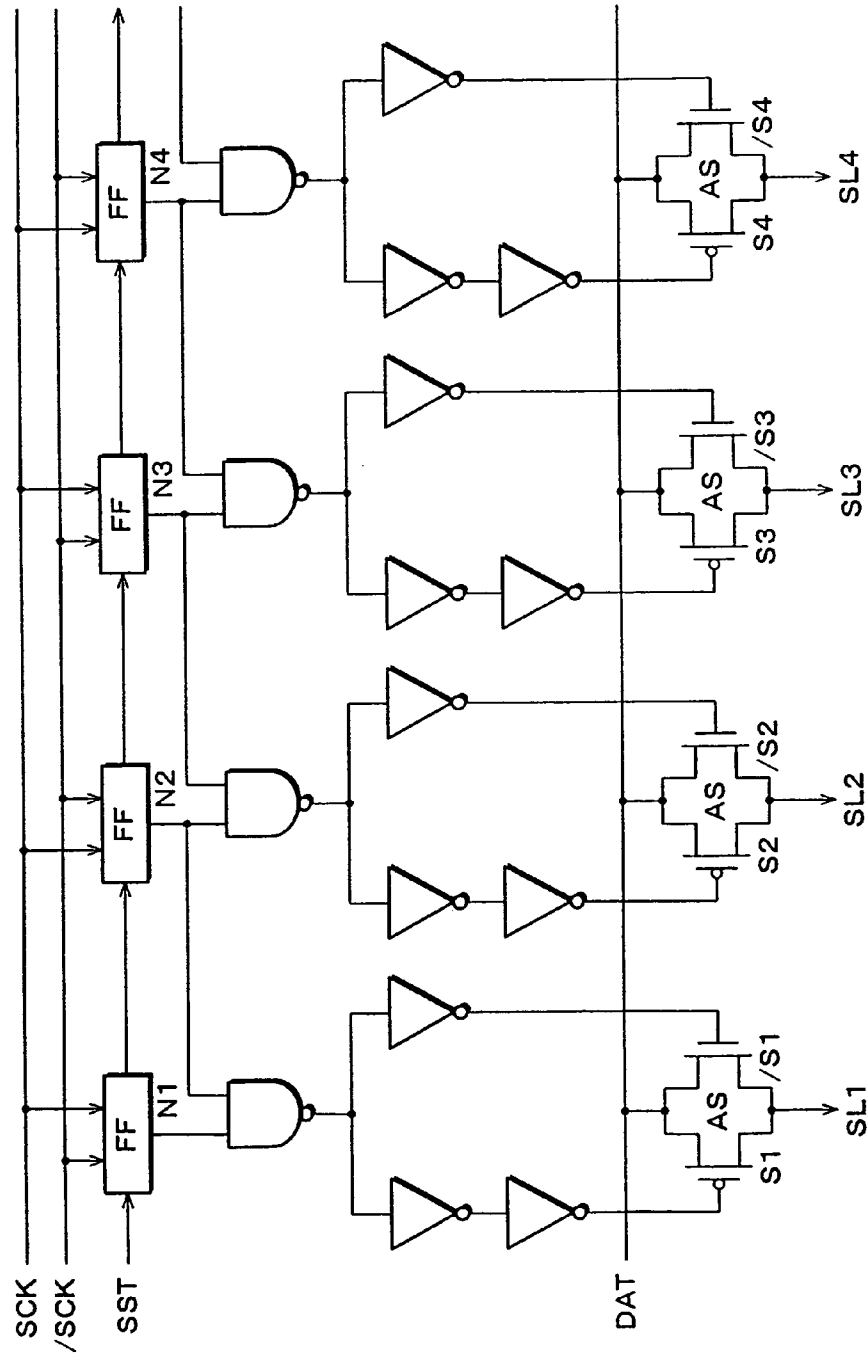 SCK
/SCK
SST
FF
FF
FF
FF
N1
N2
N3
N4
DAT
AS
AS
AS
AS
S1
/S1
S2
/S2
S3
/S3
S4
/S4
SL1
SL2
SL3
SL4